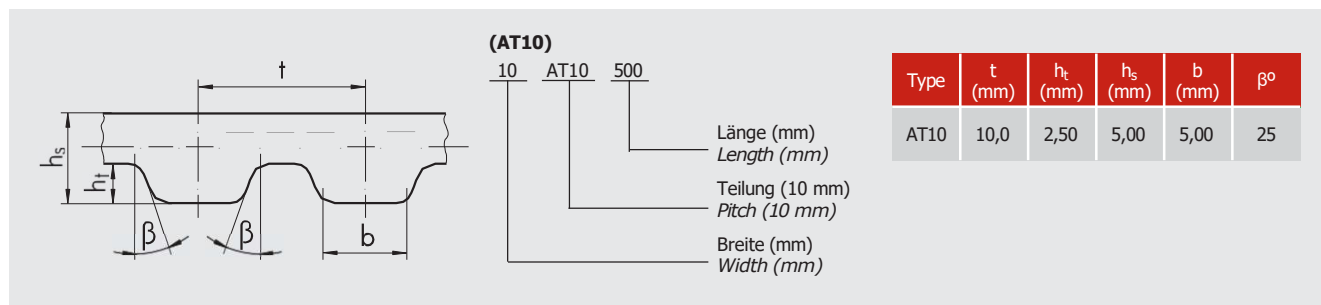 (AT10)
10 AT10 500
Länge (mm)
Length (mm)
Teilung (10 mm)
Pitch (10 mm)
Breite (mm)
Width (mm)
t
hs
ht
β
β
b
Type t (mm) ht (mm) hs (mm) b (mm) βº
AT10 10,0 2,50 5,00 5,00 25